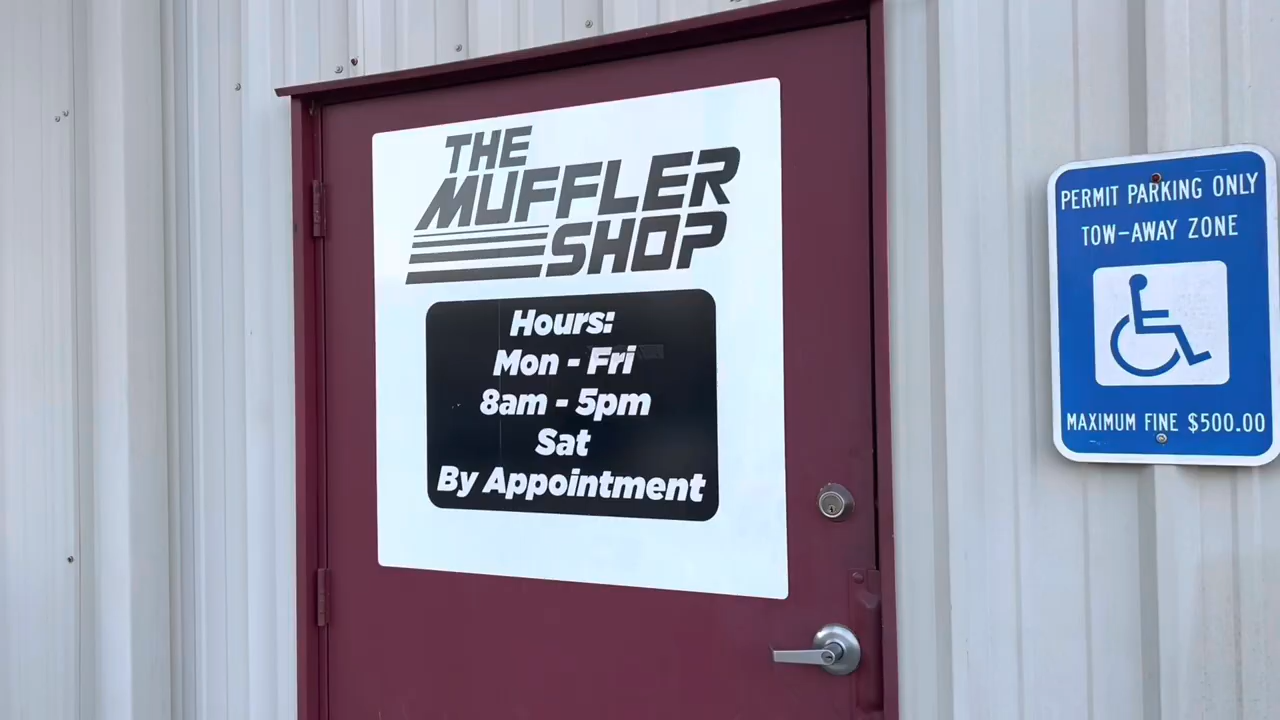 THE
MUFFLER
SHOP
Hours:
Mon - Fri
8am - 5pm
Sat
By Appointment
PERMIT PARKING ONLY
TOW-AWAY ZONE
MAXIMUM FINE $500.00